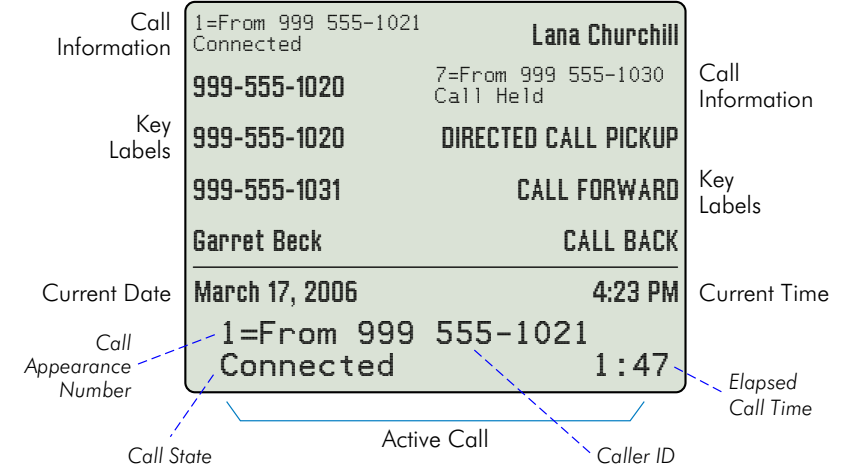 Call Information
1=From 999 555-1021
Connected
Lana Churchill
999-555-1020
7=From 999 555-1030
Call Held
Call Information
Key Labels
999-555-1020
DIRECTED CALL PICKUP
999-555-1031
CALL FORWARD
Key Labels
Garret Beck
CALL BACK
Current Date
March 17, 2006
4:23 PM
Current Time
Call Appearance Number
1=From 999 555-1021
Connected
1:47
Elapsed Call Time
Call State
Active Call
Caller ID